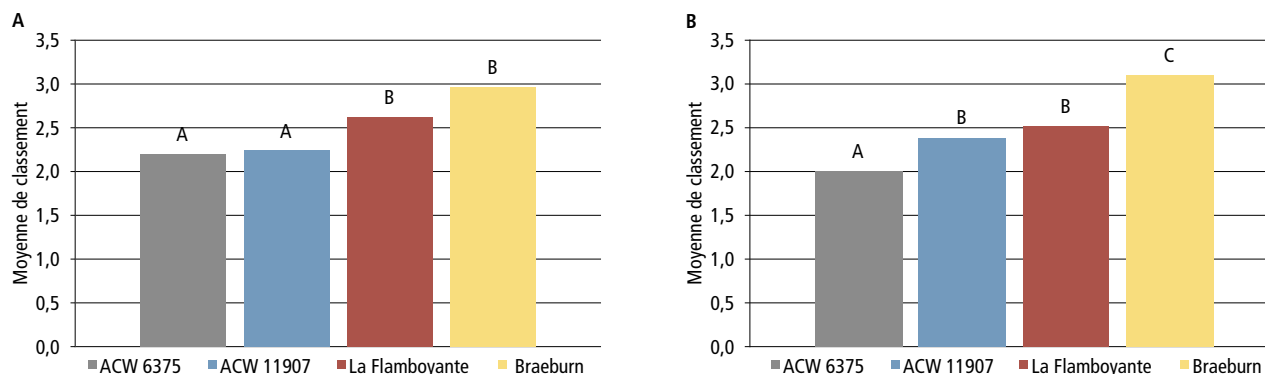 A
Moyenne de classement
3,5
3,0
2,5
2,0
1,5
1,0
0,5
0,0
A
A
B
B
ACW 6375 ACW 11907 La Flamboyante Braeburn
B
Moyenne de classement
3,5
3,0
2,5
2,0
1,5
1,0
0,5
0,0
A
B
B
C
ACW 6375 ACW 11907 La Flamboyante Braeburn